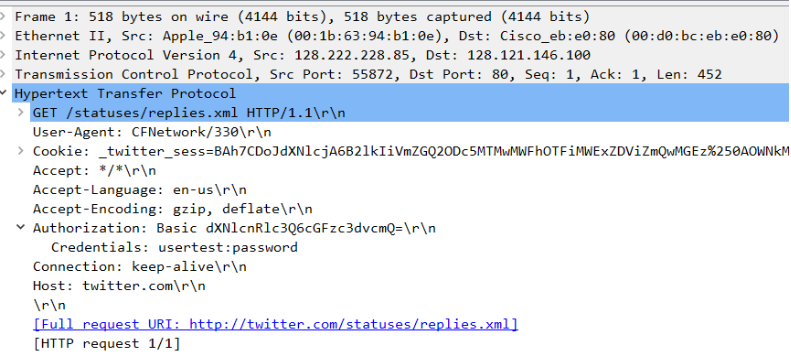 Frame 1: 518 bytes on wire (4144 bits), 518 bytes captured (4144 bits)
Ethernet II, Src: Apple_94:b1:0e (00:1b:63:94:b1:0e), Dst: Cisco_eb:e0:80 (00:d0:bc:eb:e0:80)
Internet Protocol Version 4, Src: 128.222.228.85, Dst: 128.121.146.100
Transmission Control Protocol, Src Port: 55872, Dst Port: 80, Seq: 1, Ack: 1, Len: 452
Hypertext Transfer Protocol
GET /statuses/replies.xml HTTP/1.1\r\n
User-Agent: CFNetwork/330\r\n
Cookie: _twitter_sess=BAh7CDoJdXNlcjA6B2lkIiVmZGQ2ODc5MTMwMWFhOTFiMWExZDViZmQwMGEz%250AOWNkM
Accept: */*\r\n
Accept-Language: en-us\r\n
Accept-Encoding: gzip, deflate\r\n
Authorization: Basic dXNlcnRlc3Q6cGFzc3dvcmQ=\r\n
Credentials: usertest:password
Connection: keep-alive\r\n
Host: twitter.com\r\n
\r\n
[Full request URI: http://twitter.com/statuses/replies.xml]
[HTTP request 1/1]